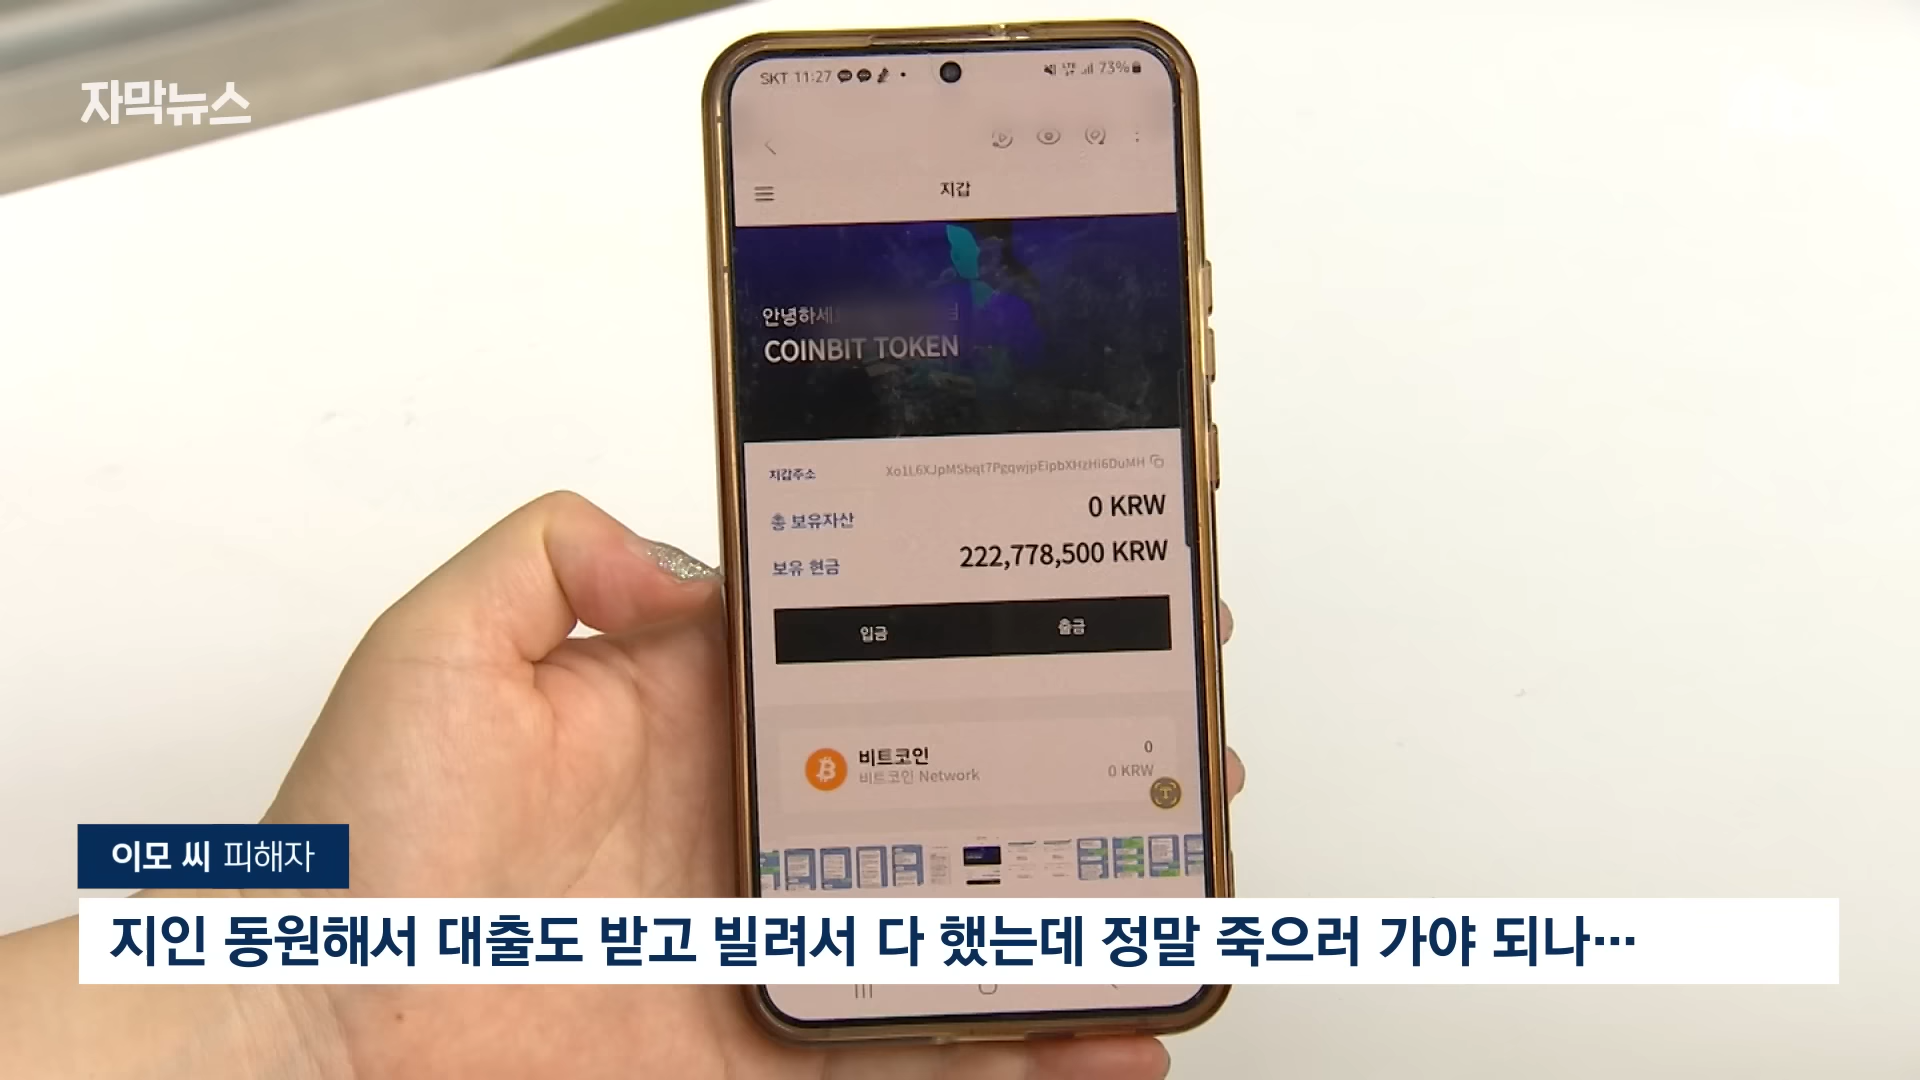 자막뉴스
SKT 11:27
LTE 73%
지갑
안녕하세
COINBIT TOKEN
지갑주소
총 보유자산 0 KRW
보유 현금 222,778,500 KRW
입금 출금
비트코인 0
비트코인 Network 0 KRW
이모 씨 피해자
지인 동원해서 대출도 받고 빌려서 다 했는데 정말 죽으러 가야 되나…